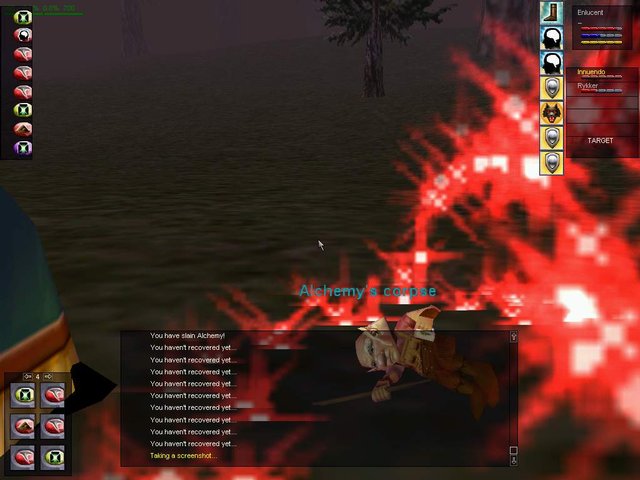 Enlucent
Innuendo
Rykker
TARGET
Alchemy's corpse
You have slain Alchemy!
You haven't recovered yet...
You haven't recovered yet...
You haven't recovered yet...
You haven't recovered yet...
You haven't recovered yet...
You haven't recovered yet...
You haven't recovered yet...
You haven't recovered yet...
You haven't recovered yet...
Taking a screenshot...
4